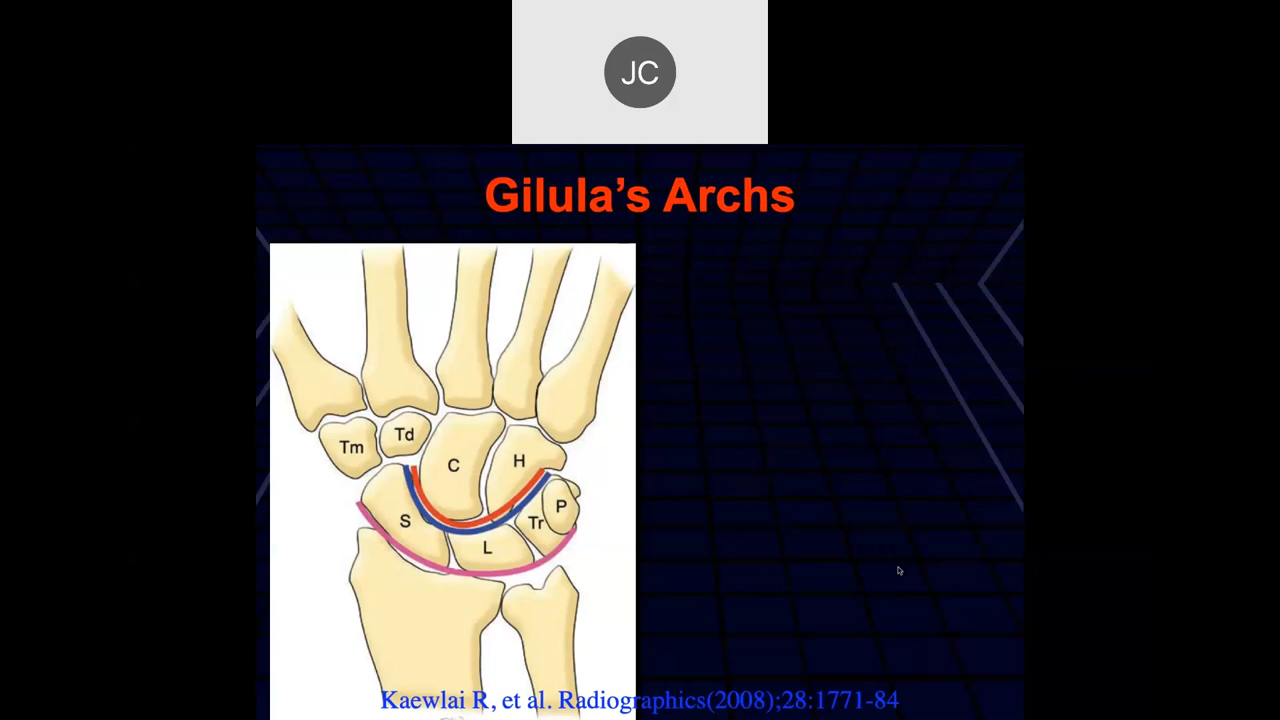 JC
Gilula’s Archs
Tm
Td
C
H
S
L
Tr
P
Kaewlai R, et al. Radiographics(2008);28:1771-84